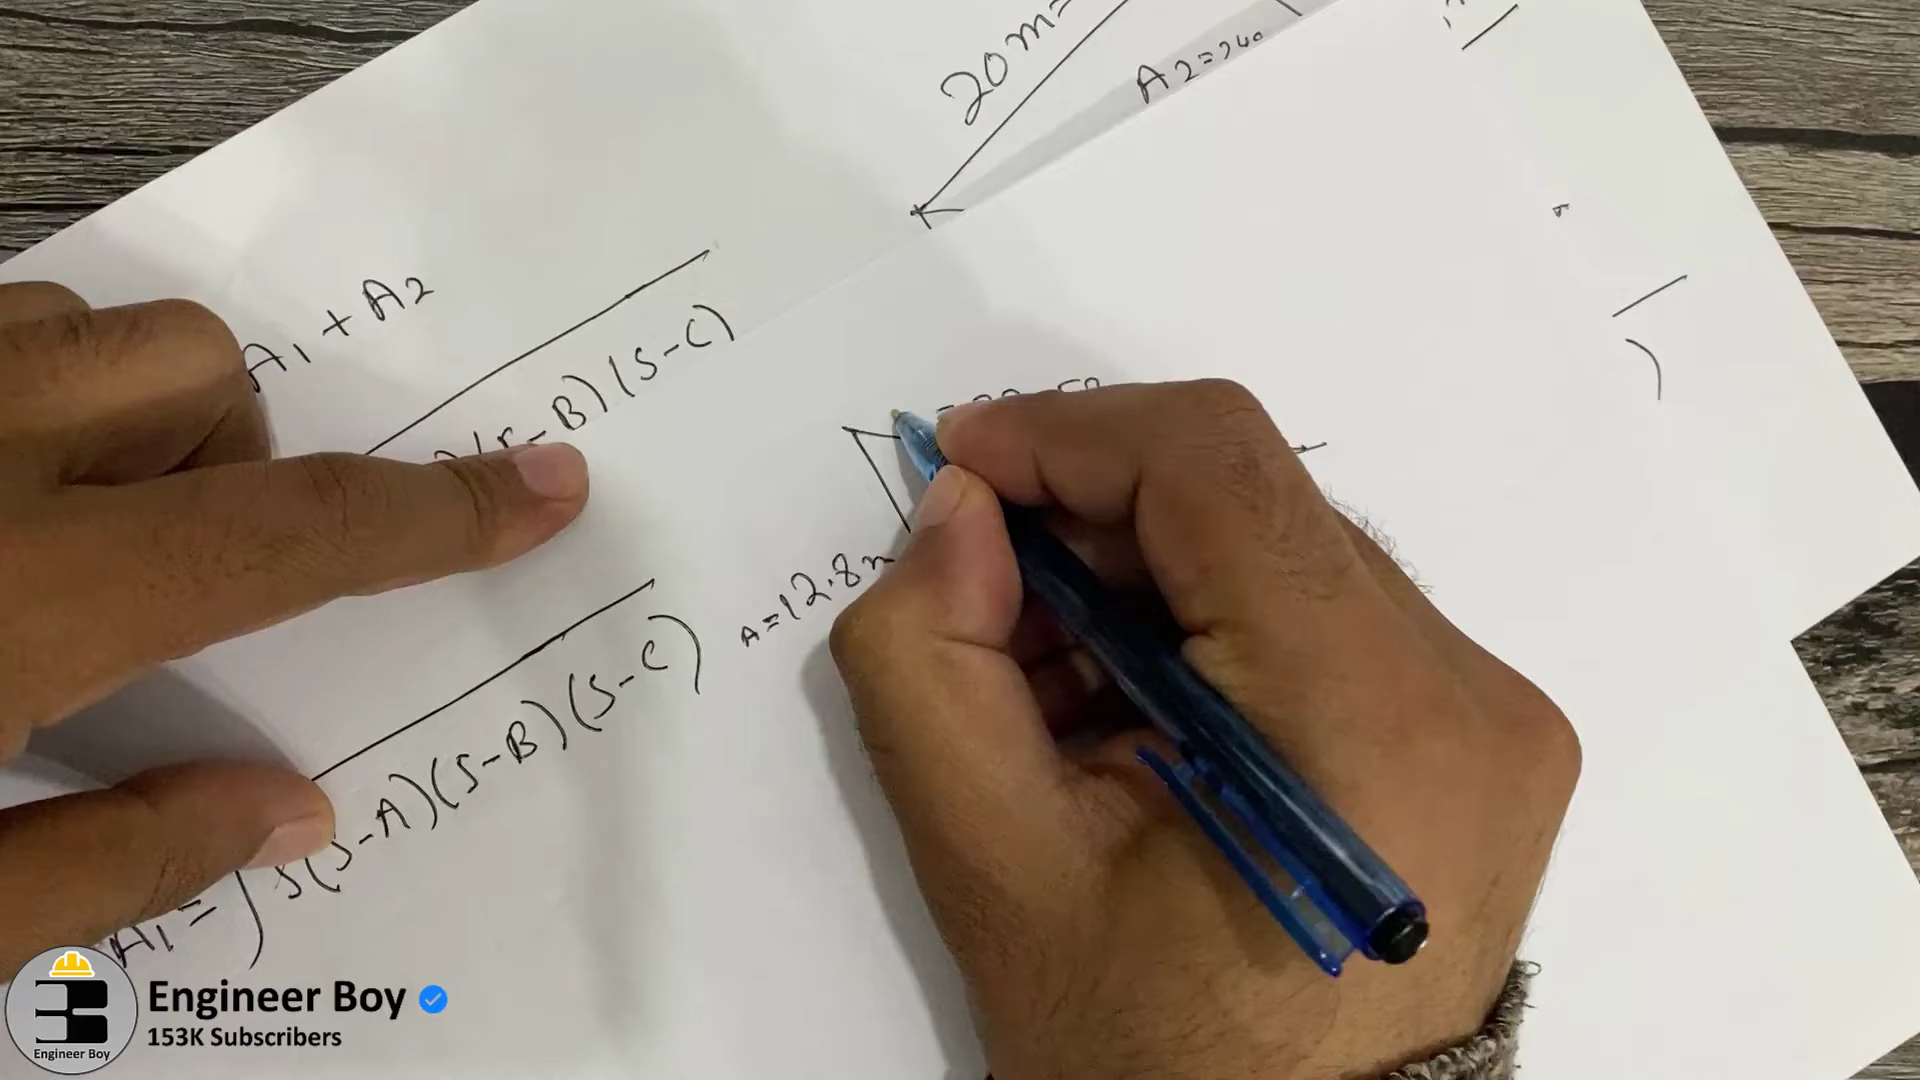 20m=
A2=240
A1+A2
-B)(S-C)
A=12.8m
A1=√S(S-A)(S-B)(S-C)
Engineer Boy
153K Subscribers
Engineer Boy